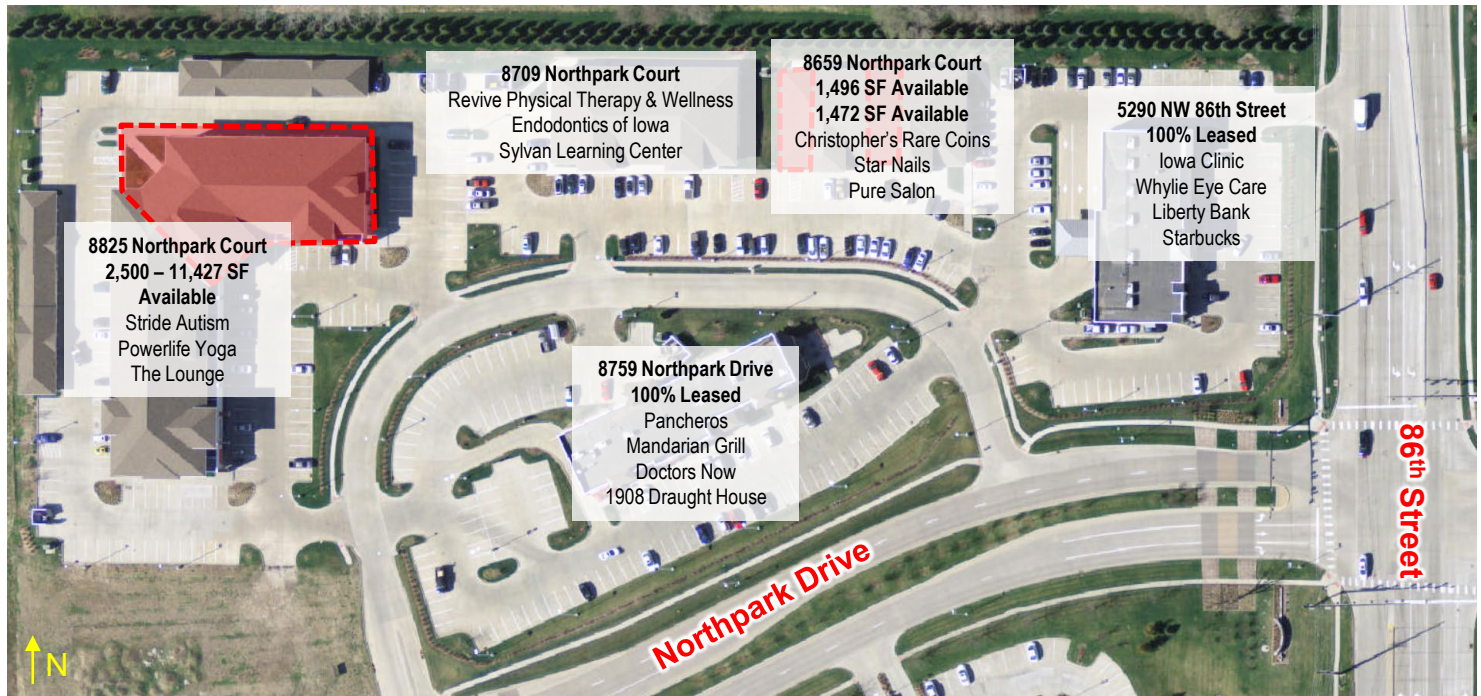 8709 Northpark Court
Revive Physical Therapy & Wellness
Endodontics of Iowa
Sylvan Learning Center
8659 Northpark Court
1,496 SF Available
1,472 SF Available
Christopher's Rare Coins
Star Nails
Pure Salon
5290 NW 86th Street
100% Leased
Iowa Clinic
Whylie Eye Care
Liberty Bank
Starbucks
8825 Northpark Court
2,500 – 11,427 SF
Available
Stride Autism
Powerlife Yoga
The Lounge
8759 Northpark Drive
100% Leased
Pancheros
Mandarian Grill
Doctors Now
1908 Draught House
86th Street
Northpark Drive
N